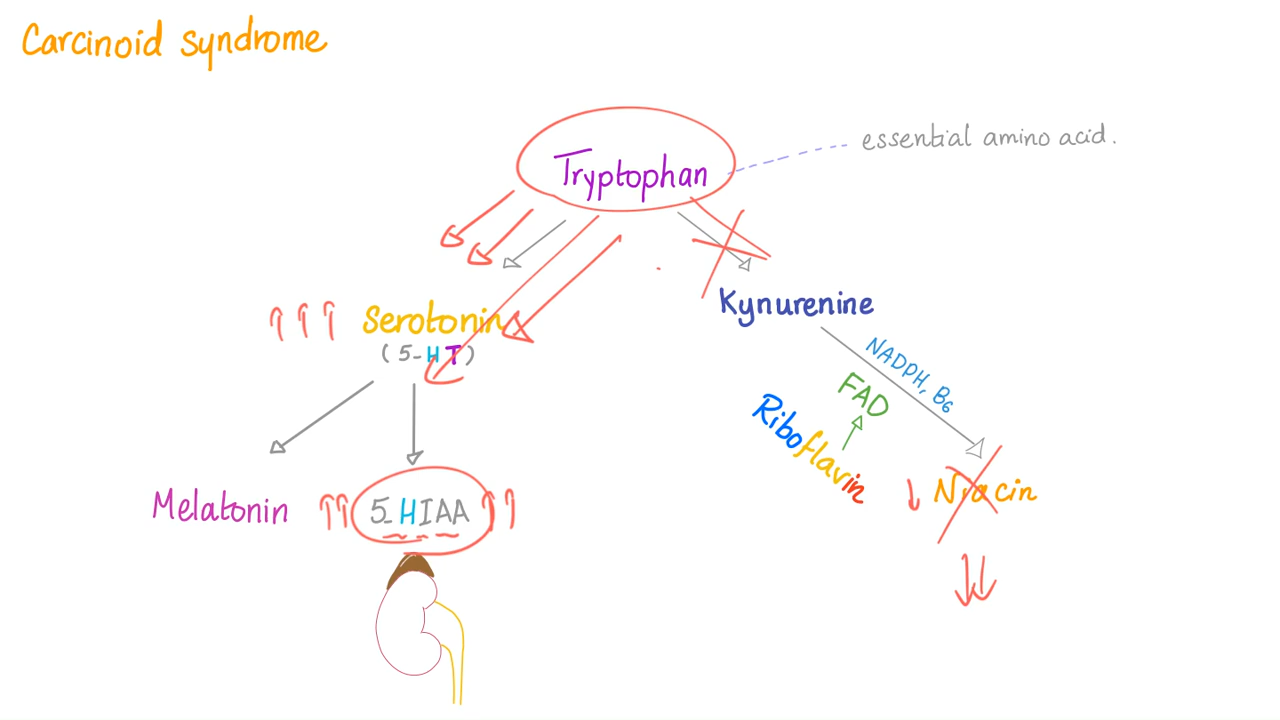 Carcinoid syndrome
Tryptophan
essential amino acid.
Serotonin
(5-HT)
Kynurenine
NADPH, B6
FAD
Riboflavin
Melatonin
5-HIAA
Niacin